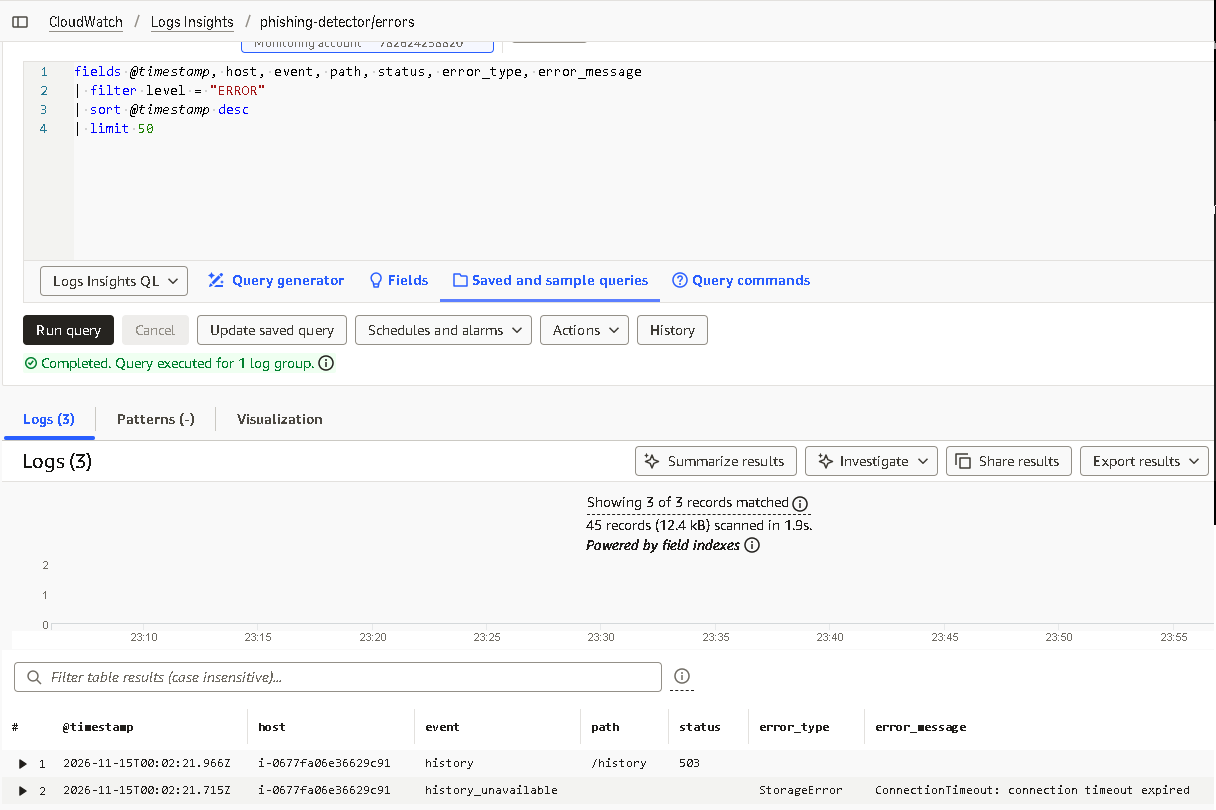 CloudWatch / Logs Insights / phishing-detector/errors
Monitoring account 782624258820
1 fields @timestamp, host, event, path, status, error_type, error_message
2 | filter level = "ERROR"
3 | sort @timestamp desc
4 | limit 50
Logs Insights QL Query generator Fields Saved and sample queries Query commands
Run query Cancel Update saved query Schedules and alarms Actions History
Completed. Query executed for 1 log group.
Logs (3) Patterns (-) Visualization
Logs (3) Summarize results Investigate Share results Export results
Showing 3 of 3 records matched
45 records (12.4 kB) scanned in 1.9s.
Powered by field indexes
2
1
0
23:10 23:15 23:20 23:25 23:30 23:35 23:40 23:45 23:50 23:55
Filter table results (case insensitive)...
# @timestamp host event path status error_type error_message
1 2026-11-15T00:02:21.966Z i-0677fa06e36629c91 history /history 503
2 2026-11-15T00:02:21.715Z i-0677fa06e36629c91 history_unavailable StorageError ConnectionTimeout: connection timeout expired